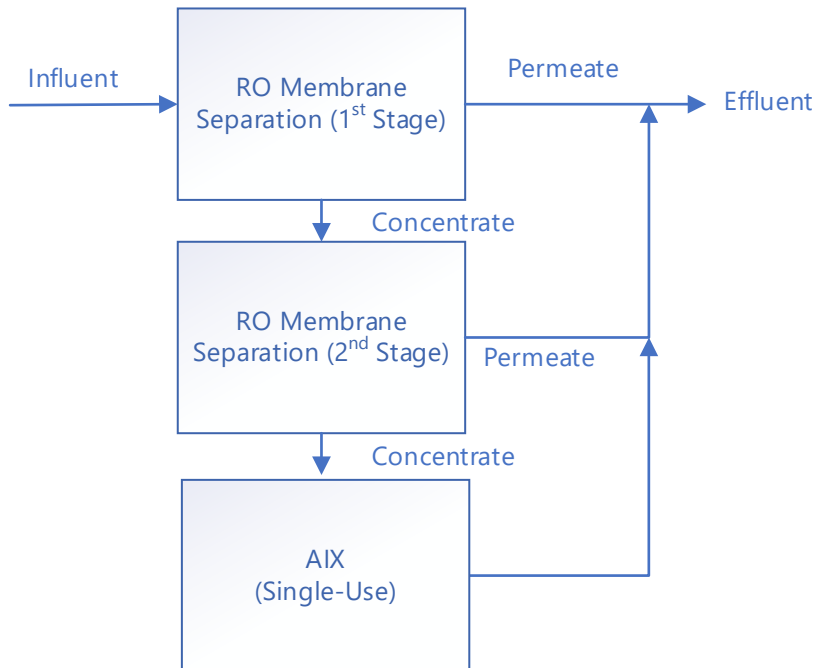 Influent
RO Membrane
Separation (1st Stage)
Permeate
Effluent
Concentrate
RO Membrane
Separation (2nd Stage)
Permeate
Concentrate
AIX
(Single-Use)